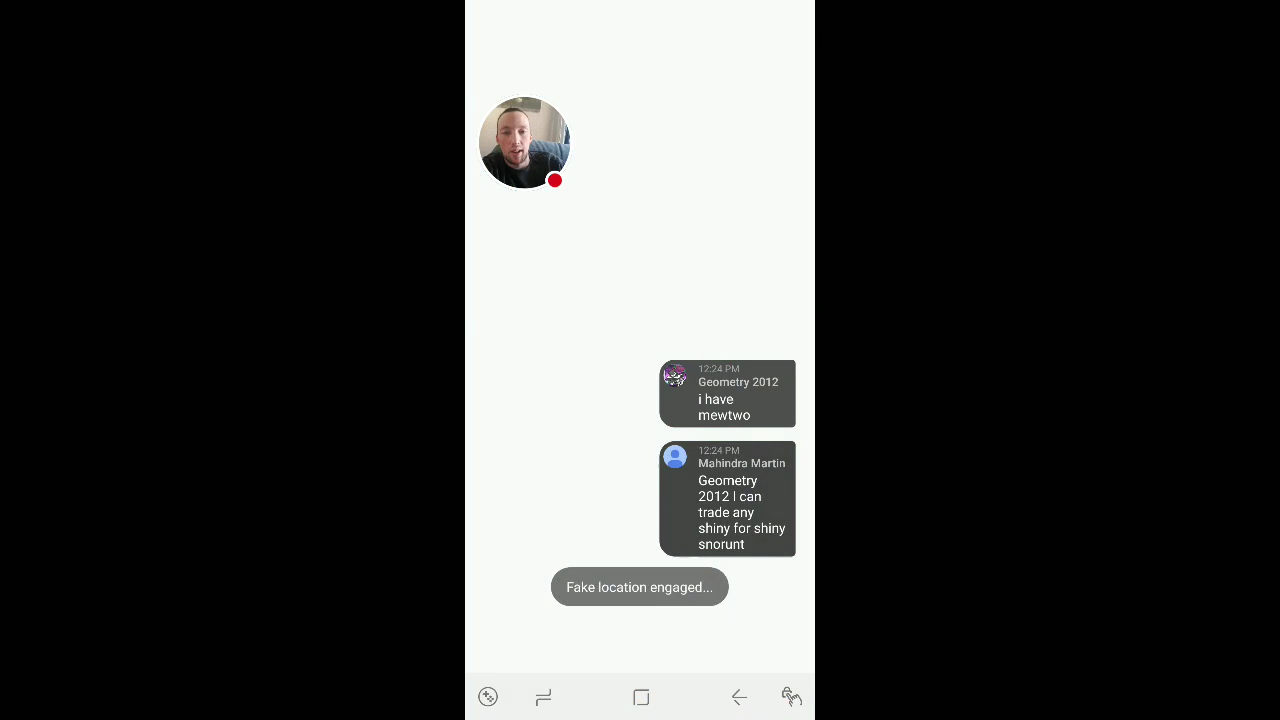 12:24 PM
Geometry 2012
i have
mewtwo
12:24 PM
Mahindra Martin
Geometry
2012 I can
trade any
shiny for shiny
snorunt
Fake location engaged...